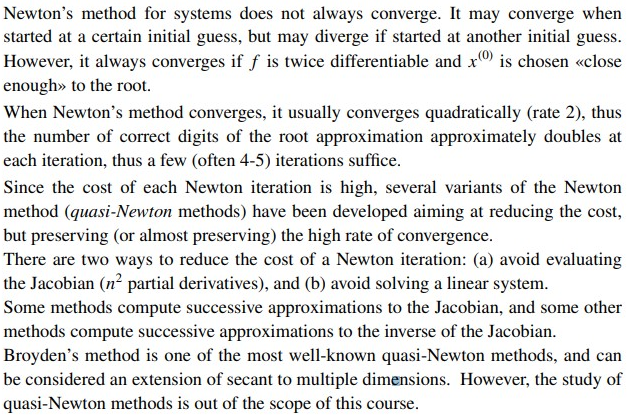 Newton's method for systems does not always converge. It may converge when
started at a certain initial guess, but may diverge if started at another initial guess.
However, it always converges if f is twice differentiable and x⁽⁰⁾ is chosen «close
enough» to the root.
When Newton's method converges, it usually converges quadratically (rate 2), thus
the number of correct digits of the root approximation approximately doubles at
each iteration, thus a few (often 4-5) iterations suffice.
Since the cost of each Newton iteration is high, several variants of the Newton
method (quasi-Newton methods) have been developed aiming at reducing the cost,
but preserving (or almost preserving) the high rate of convergence.
There are two ways to reduce the cost of a Newton iteration: (a) avoid evaluating
the Jacobian (n² partial derivatives), and (b) avoid solving a linear system.
Some methods compute successive approximations to the Jacobian, and some other
methods compute successive approximations to the inverse of the Jacobian.
Broyden's method is one of the most well-known quasi-Newton methods, and can
be considered an extension of secant to multiple dimensions. However, the study of
quasi-Newton methods is out of the scope of this course.